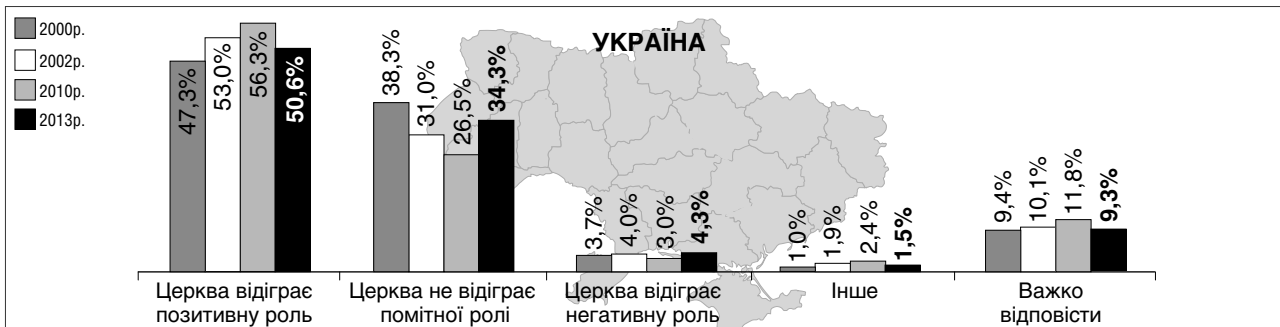 УКРАЇНА
2000р.
2002р.
2010р.
2013р.
47,3%
53,0%
56,3%
50,6%
38,3%
31,0%
26,5%
34,3%
3,7%
4,0%
3,0%
4,3%
1,0%
1,9%
2,4%
1,5%
9,4%
10,1%
11,8%
9,3%
Церква відіграє
позитивну роль
Церква не відіграє
помітної ролі
Церква відіграє
негативну роль
Інше
Важко
відповісти